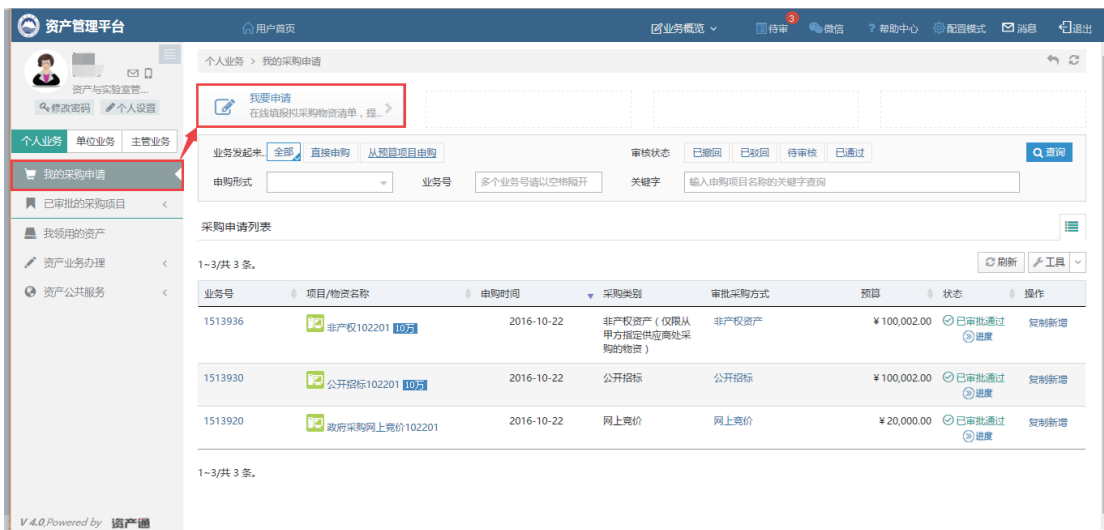 资产管理平台
用户首页
业务概览
待审
3
微信
? 帮助中心
配置模式
消息
退出
资产与实验室管...
修改密码
个人设置
个人业务
单位业务
主管业务
我的采购申请
已审批的采购项目
我领用的资产
资产业务办理
资产公共服务
V 4.0,Powered by 资产通
个人业务 > 我的采购申请
我要申请
在线填报拟采购物资清单，提...
业务发起来.. 全部 直接申购 从预算项目申购
审核状态 已撤回 已驳回 待审核 已通过
查询
申购形式
业务号 多个业务号请以空格隔开
关键字 输入申购项目名称的关键字查询
采购申请列表
1~3/共 3 条。
刷新
工具
业务号 项目/物资名称 申购时间 采购类别 审批采购方式 预算 状态 操作
1513936 非产权102201 10万 2016-10-22 非产权资产（仅限从 非产权资产 ¥100,002.00 已审批通过 复制新增
甲方指定供应商处采 进度
购的物资）
1513930 公开招标102201 10万 2016-10-22 公开招标 公开招标 ¥100,002.00 已审批通过 复制新增
进度
1513920 政府采购网上竞价102201 2016-10-22 网上竞价 网上竞价 ¥20,000.00 已审批通过 复制新增
进度
1~3/共 3 条。